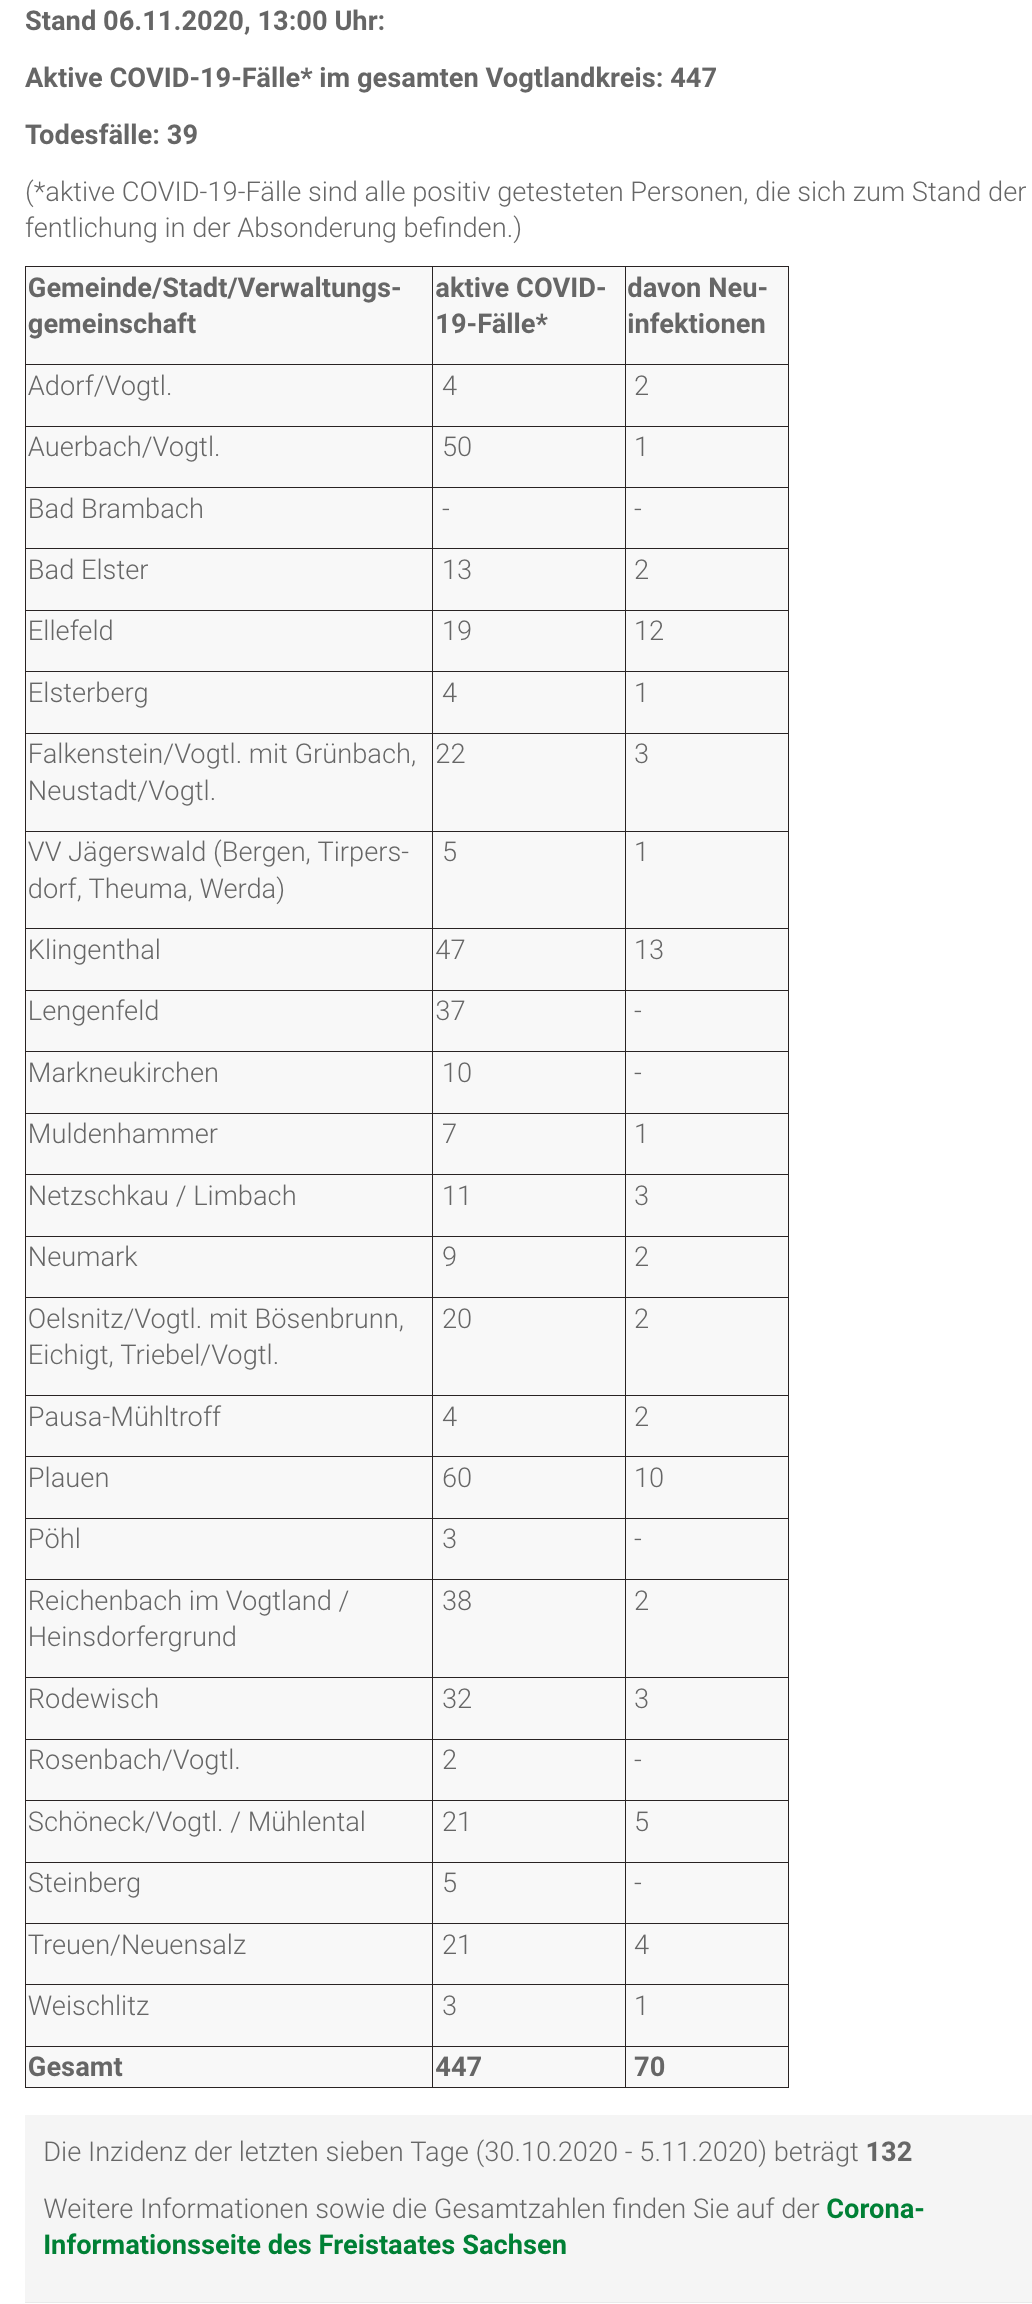 Stand 06.11.2020, 13:00 Uhr:
Aktive COVID-19-Fälle* im gesamten Vogtlandkreis: 447
Todesfälle: 39
(*aktive COVID-19-Fälle sind alle positiv getesteten Personen, die sich zum Stand der
fentlichung in der Absonderung befinden.)
Gemeinde/Stadt/Verwaltungs- aktive COVID- davon Neu-
gemeinschaft 19-Fälle* infektionen
Adorf/Vogtl. 4 2
Auerbach/Vogtl. 50 1
Bad Brambach - -
Bad Elster 13 2
Ellefeld 19 12
Elsterberg 4 1
Falkenstein/Vogtl. mit Grünbach, 22 3
Neustadt/Vogtl.
VV Jägerswald (Bergen, Tirpers- 5 1
dorf, Theuma, Werda)
Klingenthal 47 13
Lengenfeld 37 -
Markneukirchen 10 -
Muldenhammer 7 1
Netzschkau / Limbach 11 3
Neumark 9 2
Oelsnitz/Vogtl. mit Bösenbrunn, 20 2
Eichigt, Triebel/Vogtl.
Pausa-Mühltroff 4 2
Plauen 60 10
Pöhl 3 -
Reichenbach im Vogtland / 38 2
Heinsdorfergrund
Rodewisch 32 3
Rosenbach/Vogtl. 2 -
Schöneck/Vogtl. / Mühlental 21 5
Steinberg 5 -
Treuen/Neuensalz 21 4
Weischlitz 3 1
Gesamt 447 70
Die Inzidenz der letzten sieben Tage (30.10.2020 - 5.11.2020) beträgt 132
Weitere Informationen sowie die Gesamtzahlen finden Sie auf der Corona-
Informationsseite des Freistaates Sachsen